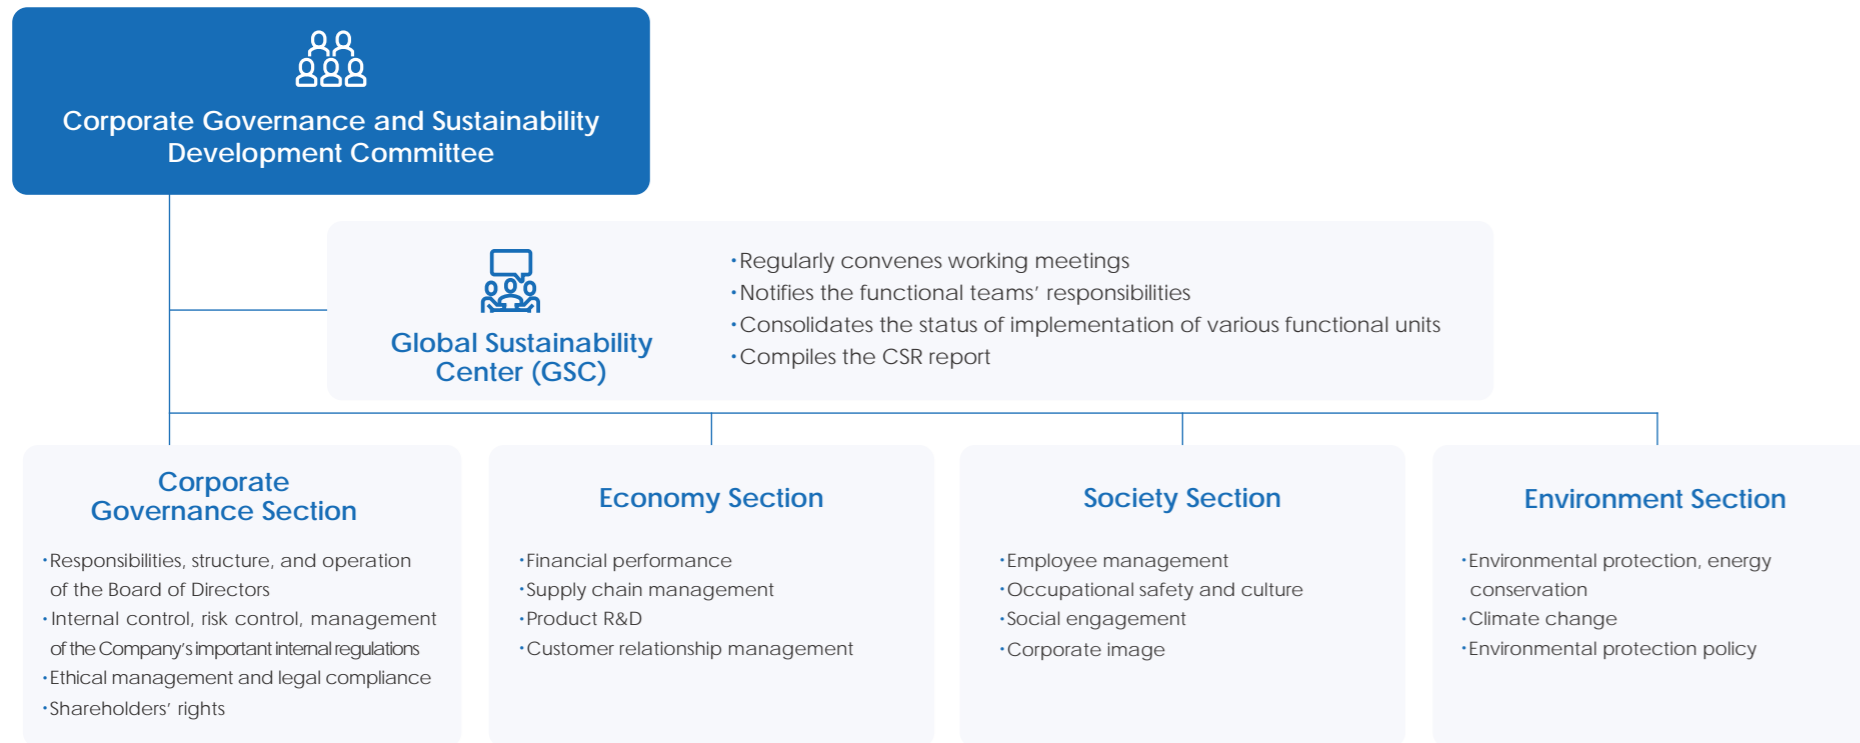 Corporate Governance and Sustainability
Development Committee
Global Sustainability
Center (GSC)
·Regularly convenes working meetings
·Notifies the functional teams’ responsibilities
·Consolidates the status of implementation of various functional units
·Compiles the CSR report
Corporate
Governance Section
·Responsibilities, structure, and operation
of the Board of Directors
·Internal control, risk control, management
of the Company’s important internal regulations
·Ethical management and legal compliance
·Shareholders’ rights
Economy Section
·Financial performance
·Supply chain management
·Product R&D
·Customer relationship management
Society Section
·Employee management
·Occupational safety and culture
·Social engagement
·Corporate image
Environment Section
·Environmental protection, energy
conservation
·Climate change
·Environmental protection policy